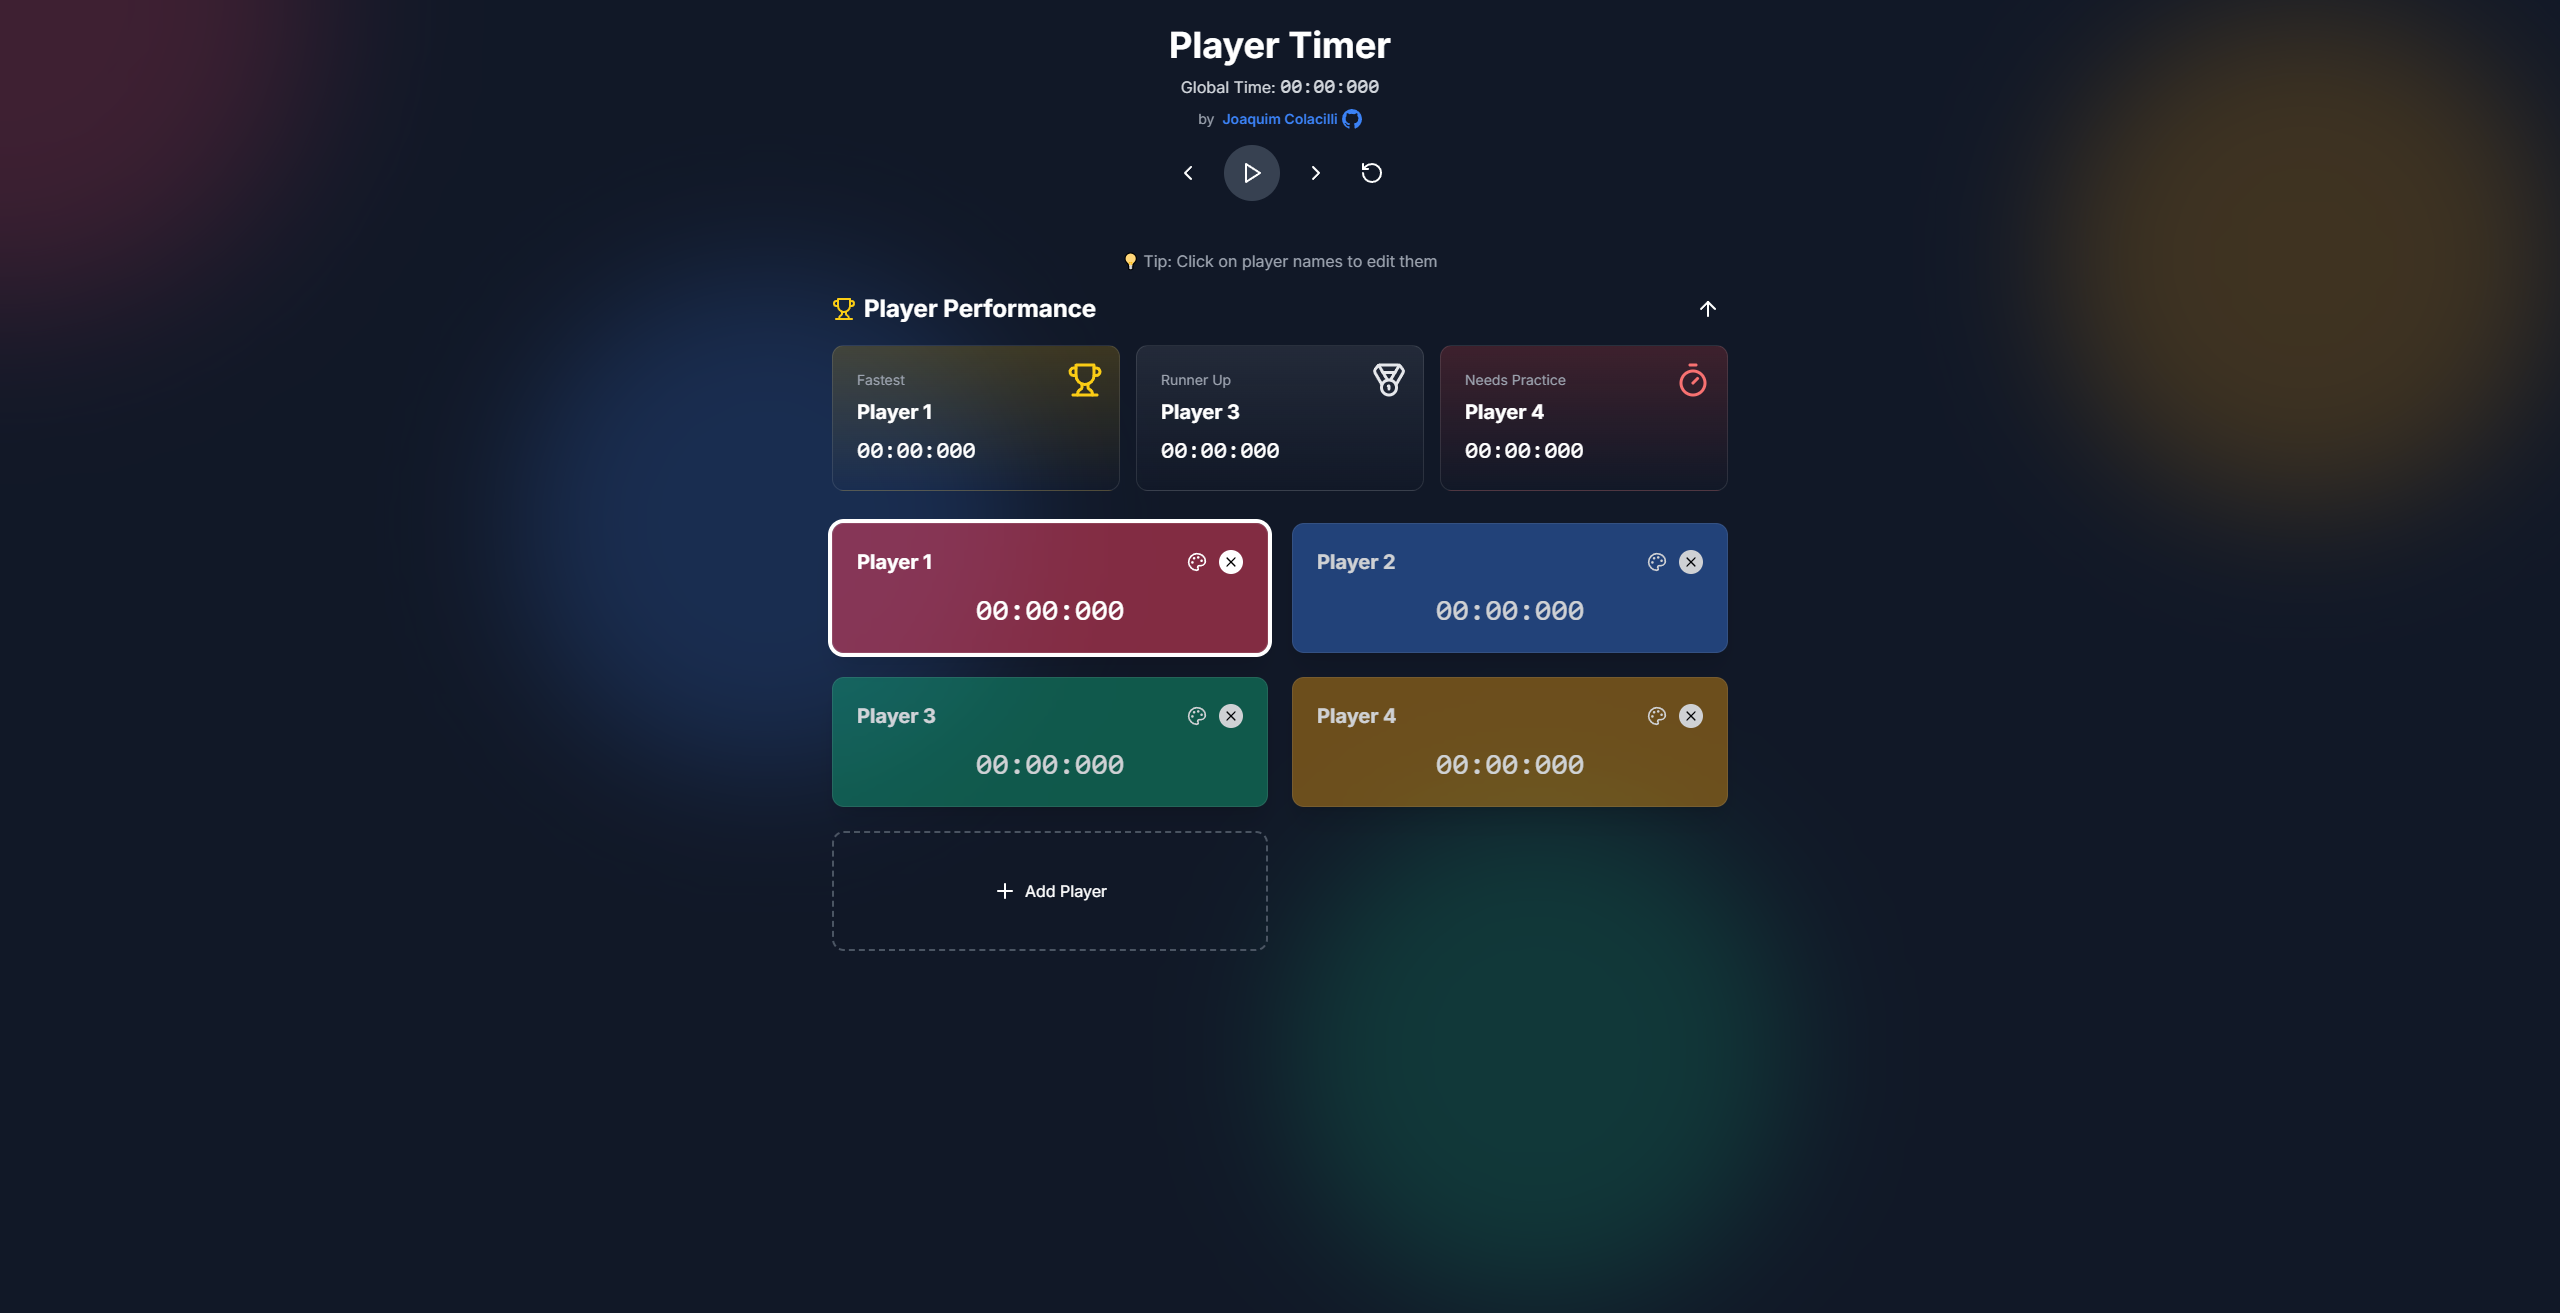 Player Timer
Global Time: 00:00:000
by Joaquim Colacilli
💡 Tip: Click on player names to edit them
Player Performance
Fastest
Player 1
00:00:000
Runner Up
Player 3
00:00:000
Needs Practice
Player 4
00:00:000
Player 1
00:00:000
Player 2
00:00:000
Player 3
00:00:000
Player 4
00:00:000
Add Player